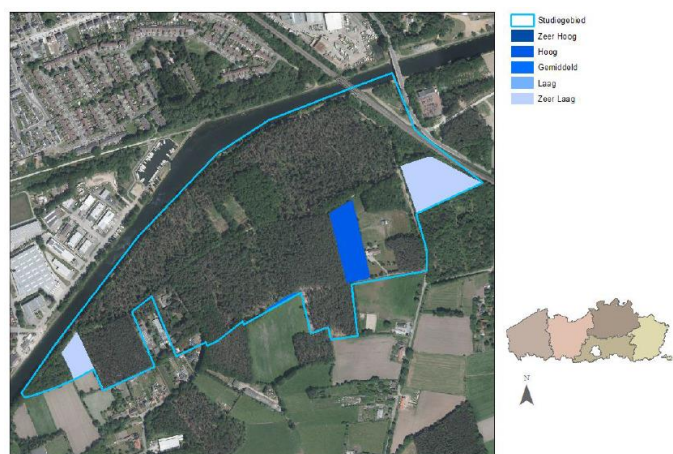 Studiegebied
Zeer Hoog
Hoog
Gemiddeld
Laag
Zeer Laag
N